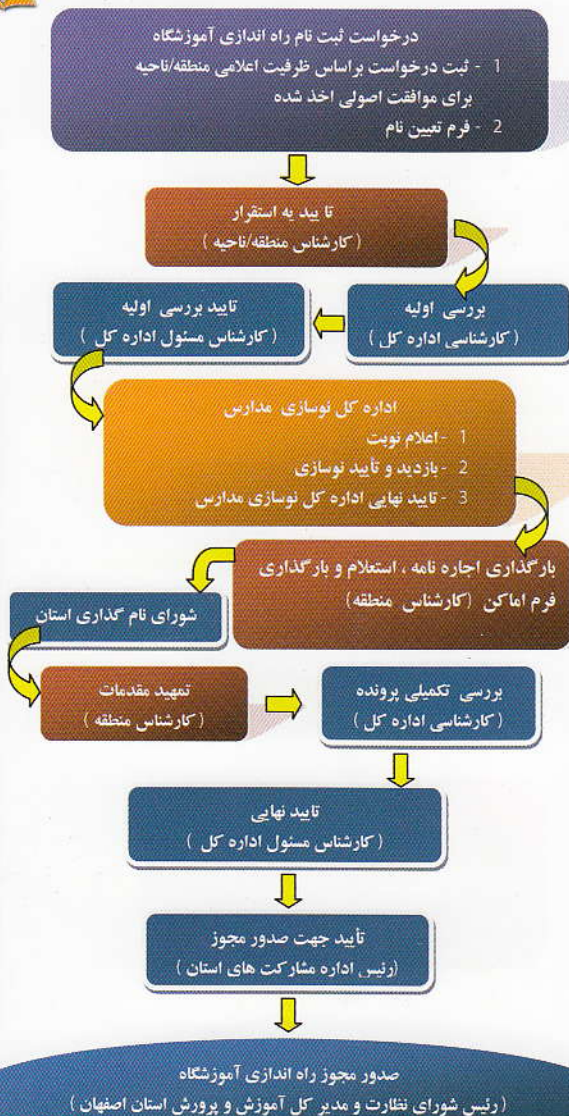 درخواست ثبت نام راه اندازی آموزشگاه
1 - ثبت درخواست براساس ظرفیت اعلامی منطقه/ناحیه
برای موافقت اصولی اخذ شده
2 - فرم تعیین نام
تا یید یه استقرار
( کارشناس منطقه/ناحیه )
بررسی اولیه
( کارشناسی اداره کل )
تایید بررسی اولیه
( کارشناس مسئول اداره کل )
اداره کل نوسازی مدارس
1 -اعلام نوبت
2 -بازدید و تأیید نوسازی
3 -تایید نهایی اداره کل نوسازی مدارس
بارگذاری اجاره نامه ، استعلام و بارگذاری
فرم اماکن (کارشناس منطقه)
شورای نام گذاری استان
تمهید مقدمات
( کارشناس منطقه )
بررسی تکمیلی پرونده
( کارشناسی اداره کل )
تایید نهایی
( کارشناس مسئول اداره کل )
تأیید جهت صدور مجوز
(رئیس اداره مشارکت های استان )
صدور مجوز راه اندازی آموزشگاه
(رئیس شورای نظارت و مدیر کل آموزش و پرورش استان اصفهان )